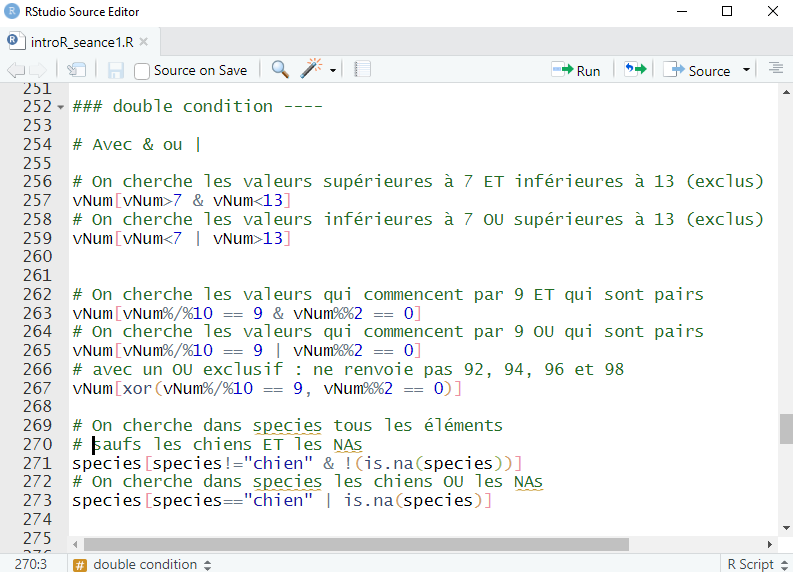 RStudio Source Editor
introR_seance1.R
Source on Save
Run
Source
251
252 ### double condition ----
253
254 # Avec & ou |
255
256 # On cherche les valeurs supérieures à 7 ET inférieures à 13 (exclus)
257 vNum[vNum>7 & vNum<13]
258 # On cherche les valeurs inférieures à 7 OU supérieures à 13 (exclus)
259 vNum[vNum<7 | vNum>13]
260
261
262 # On cherche les valeurs qui commencent par 9 ET qui sont pairs
263 vNum[vNum%/%10 == 9 & vNum%%2 == 0]
264 # On cherche les valeurs qui commencent par 9 OU qui sont pairs
265 vNum[vNum%/%10 == 9 | vNum%%2 == 0]
266 # avec un OU exclusif : ne renvoie pas 92, 94, 96 et 98
267 vNum[xor(vNum%/%10 == 9, vNum%%2 == 0)]
268
269 # On cherche dans species tous les éléments
270 # saufs les chiens ET les NAs
271 species[species!="chien" & !(is.na(species))]
272 # On cherche dans species les chiens OU les NAs
273 species[species=="chien" | is.na(species)]
274
275
276
270:3
# double condition
R Script